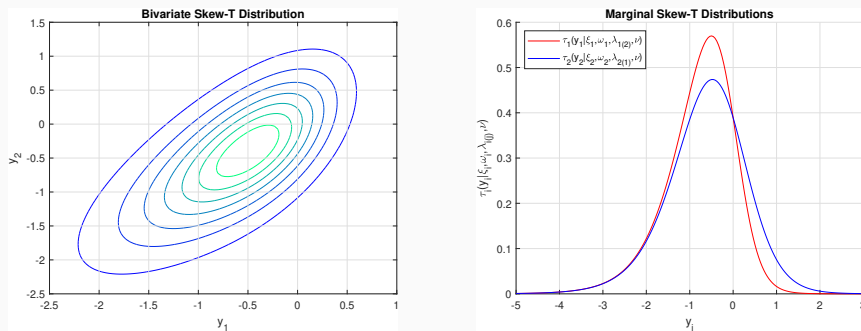 Bivariate Skew-T Distribution
1.5
1
0.5
0
-0.5
-1
-1.5
-2
-2.5
y2
-2.5 -2 -1.5 -1 -0.5 0 0.5 1
y1
Marginal Skew-T Distributions
0.6
0.5
0.4
0.3
0.2
0.1
0
τi(yi|ξi,ωi,λi(j),ν)
τ1(y1|ξ1,ω1,λ1(2),ν)
τ2(y2|ξ2,ω2,λ2(1),ν)
-5 -4 -3 -2 -1 0 1 2 3
yi